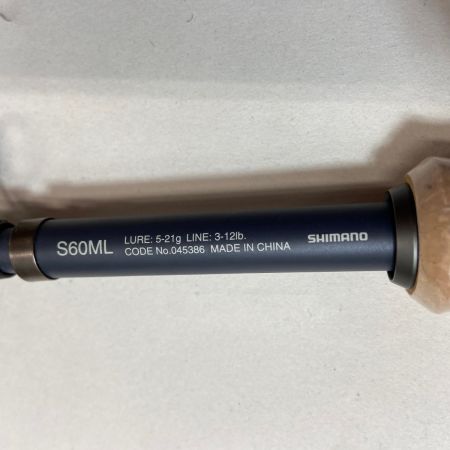 S60ML
LURE: 5-21g LINE: 3-12lb.
CODE No.045386 MADE IN CHINA
SHIMANO